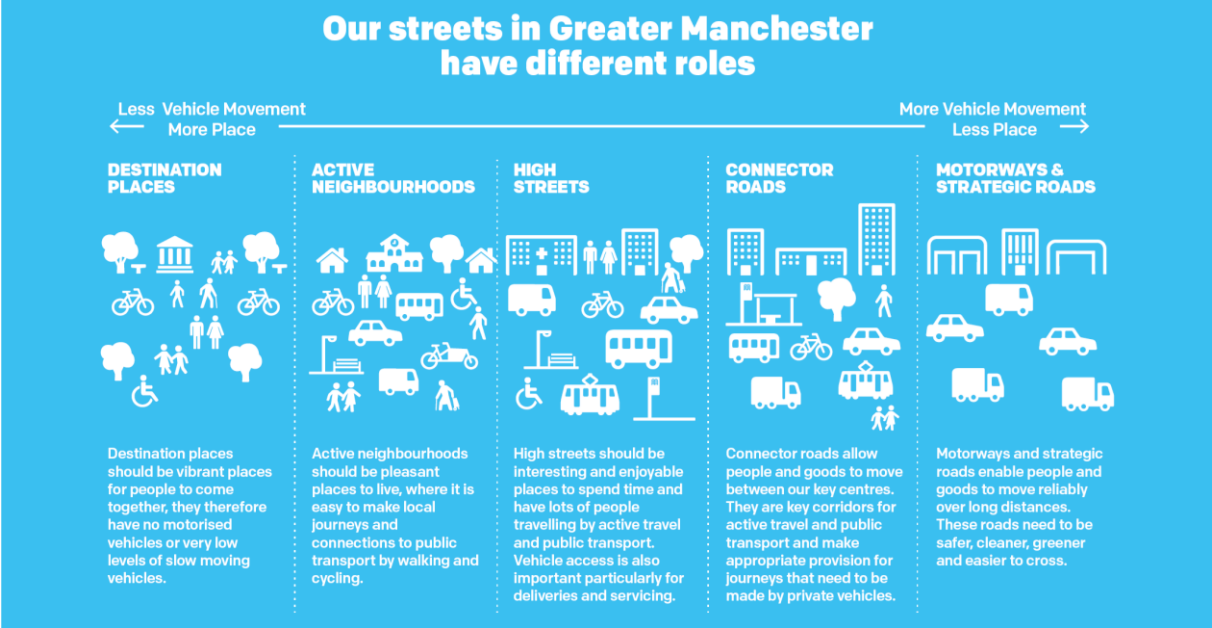 Our streets in Greater Manchester
have different roles
Less Vehicle Movement
More Place
More Vehicle Movement
Less Place
DESTINATION
PLACES
ACTIVE
NEIGHBOURHOODS
HIGH
STREETS
CONNECTOR
ROADS
MOTORWAYS &
STRATEGIC ROADS
Destination places
should be vibrant places
for people to come
together, they therefore
have no motorised
vehicles or very low
levels of slow moving
vehicles.
Active neighbourhoods
should be pleasant
places to live, where it is
easy to make local
journeys and
connections to public
transport by walking and
cycling.
High streets should be
interesting and enjoyable
places to spend time and
have lots of people
travelling by active travel
and public transport.
Vehicle access is also
important particularly for
deliveries and servicing.
Connector roads allow
people and goods to move
between our key centres.
They are key corridors for
active travel and public
transport and make
appropriate provision for
journeys that need to be
made by private vehicles.
Motorways and strategic
roads enable people and
goods to move reliably
over long distances.
These roads need to be
safer, cleaner, greener
and easier to cross.